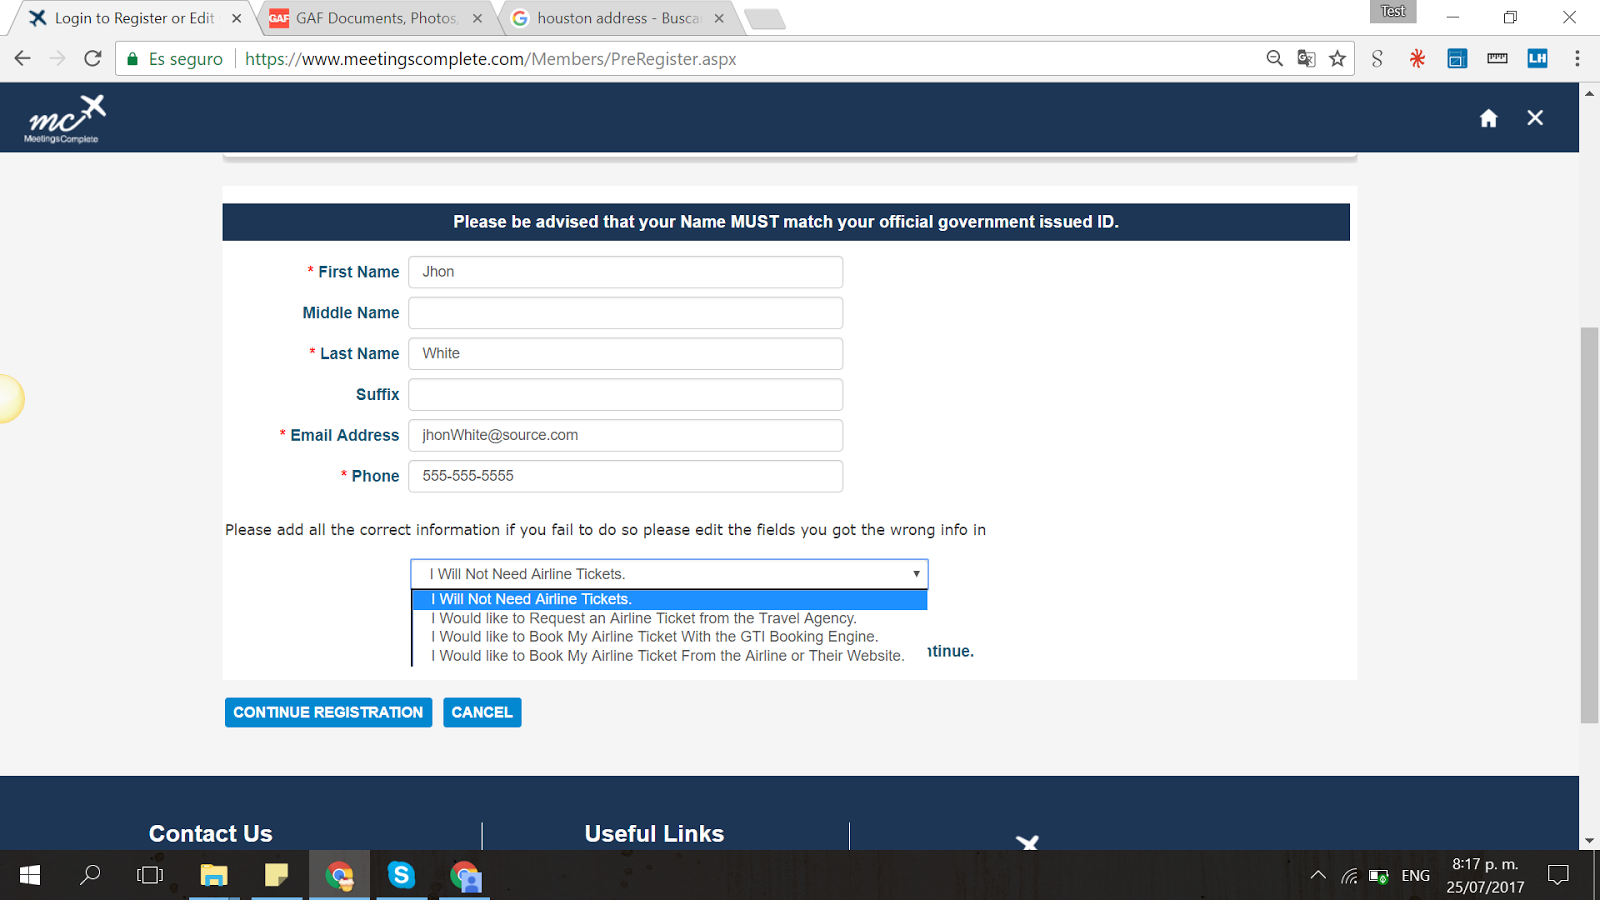 Login to Register or Edit
GAF Documents, Photos,
houston address - Busca
Test
Es seguro
https://www.meetingscomplete.com/Members/PreRegister.aspx
LH
mc
MeetingsComplete
Please be advised that your Name MUST match your official government issued ID.
* First Name
Jhon
Middle Name
* Last Name
White
Suffix
* Email Address
jhonWhite@source.com
* Phone
555-555-5555
Please add all the correct information if you fail to do so please edit the fields you got the wrong info in
I Will Not Need Airline Tickets.
I Will Not Need Airline Tickets.
I Would like to Request an Airline Ticket from the Travel Agency.
I Would like to Book My Airline Ticket With the GTI Booking Engine.
I Would like to Book My Airline Ticket From the Airline or Their Website.
ntinue.
CONTINUE REGISTRATION
CANCEL
Contact Us
Useful Links
ENG
8:17 p. m.
25/07/2017